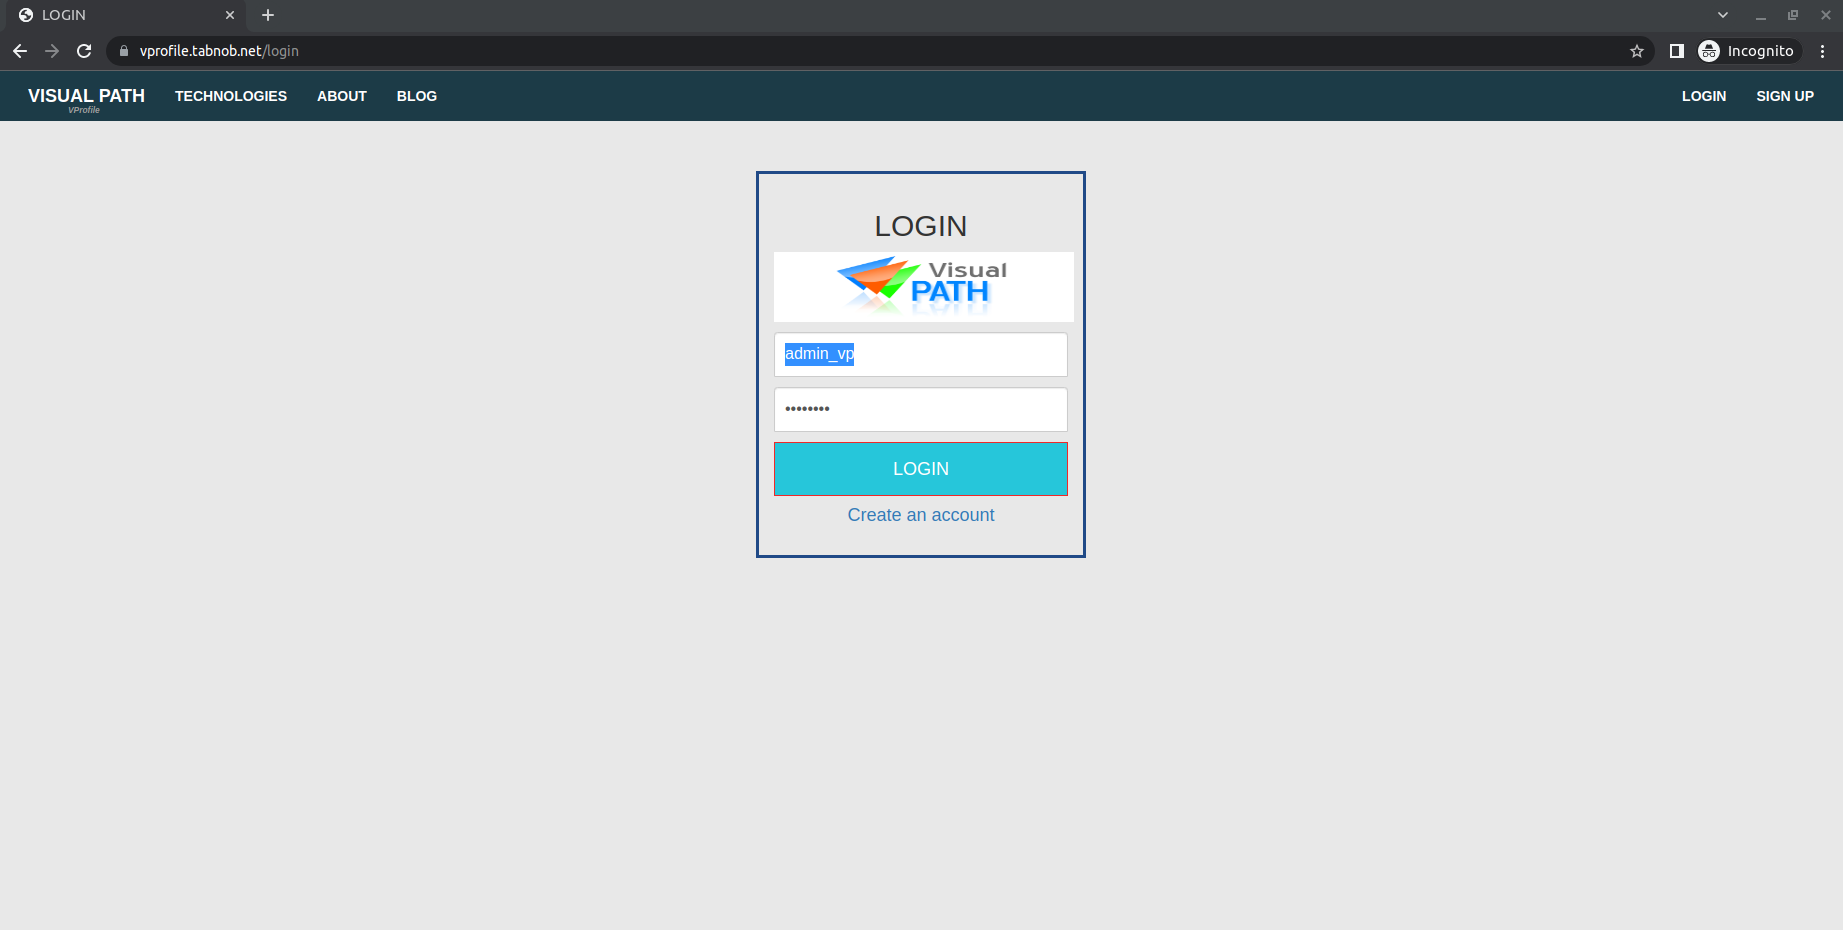 LOGIN
vprofile.tabnob.net/login
Incognito
VISUAL PATH
VProfile
TECHNOLOGIES
ABOUT
BLOG
LOGIN
SIGN UP
LOGIN
Visual
PATH
admin_vp
••••••••
LOGIN
Create an account